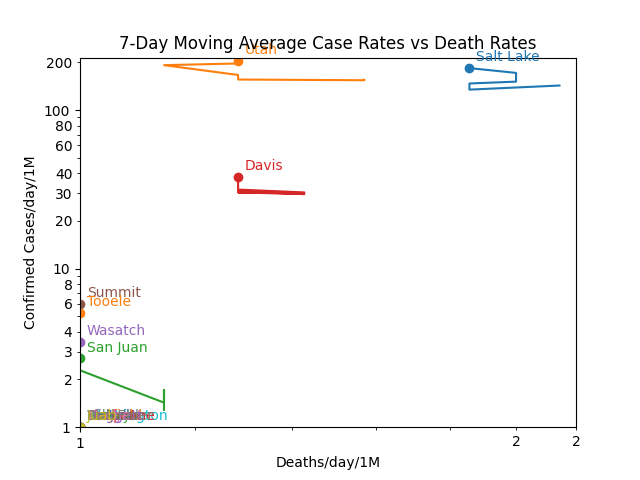 7-Day Moving Average Case Rates vs Death Rates
Utah
Salt Lake
200
100
80
60
Davis
40
30
20
10
8
Summit
6
Tooele
Wasatch
4
San Juan
3
2
1
1
2
2
Confirmed Cases/day/1M
Deaths/day/1M